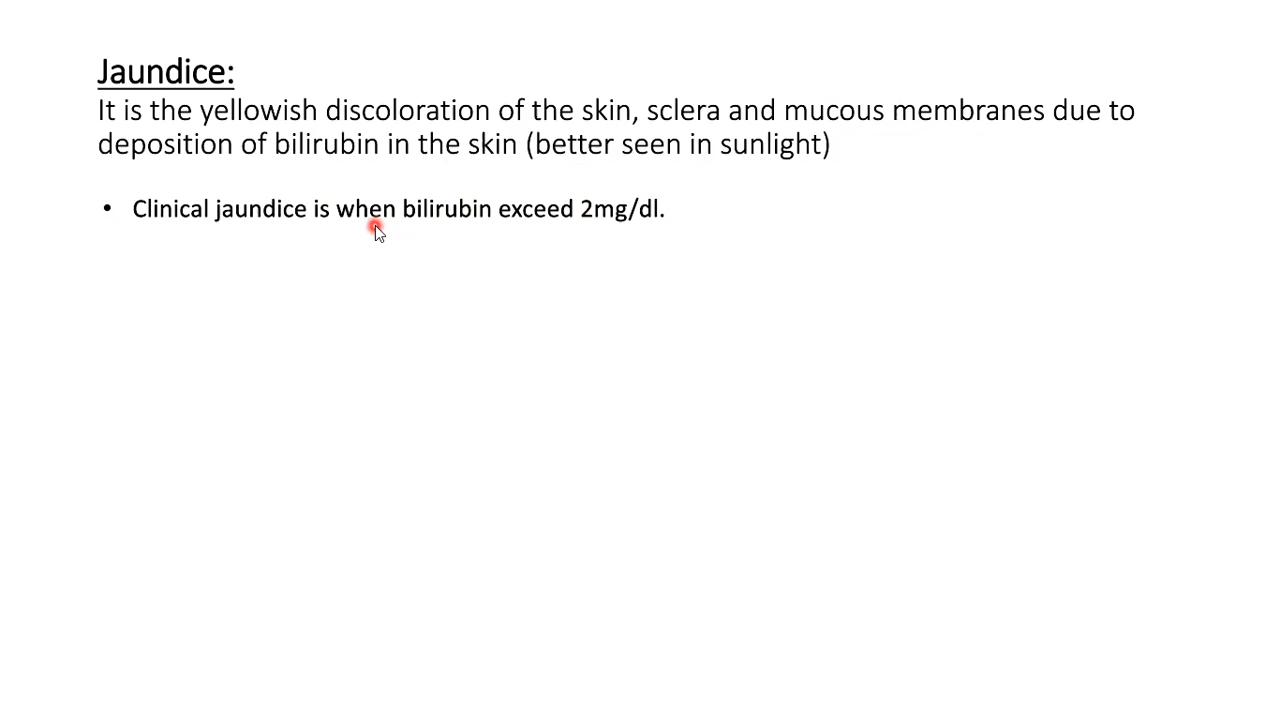 Jaundice:
It is the yellowish discoloration of the skin, sclera and mucous membranes due to
deposition of bilirubin in the skin (better seen in sunlight)
• Clinical jaundice is when bilirubin exceed 2mg/dl.